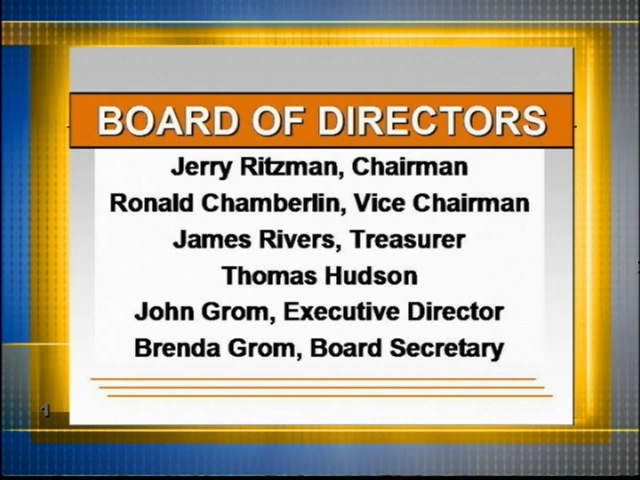 BOARD OF DIRECTORS
Jerry Ritzman, Chairman
Ronald Chamberlin, Vice Chairman
James Rivers, Treasurer
Thomas Hudson
John Grom, Executive Director
Brenda Grom, Board Secretary
1